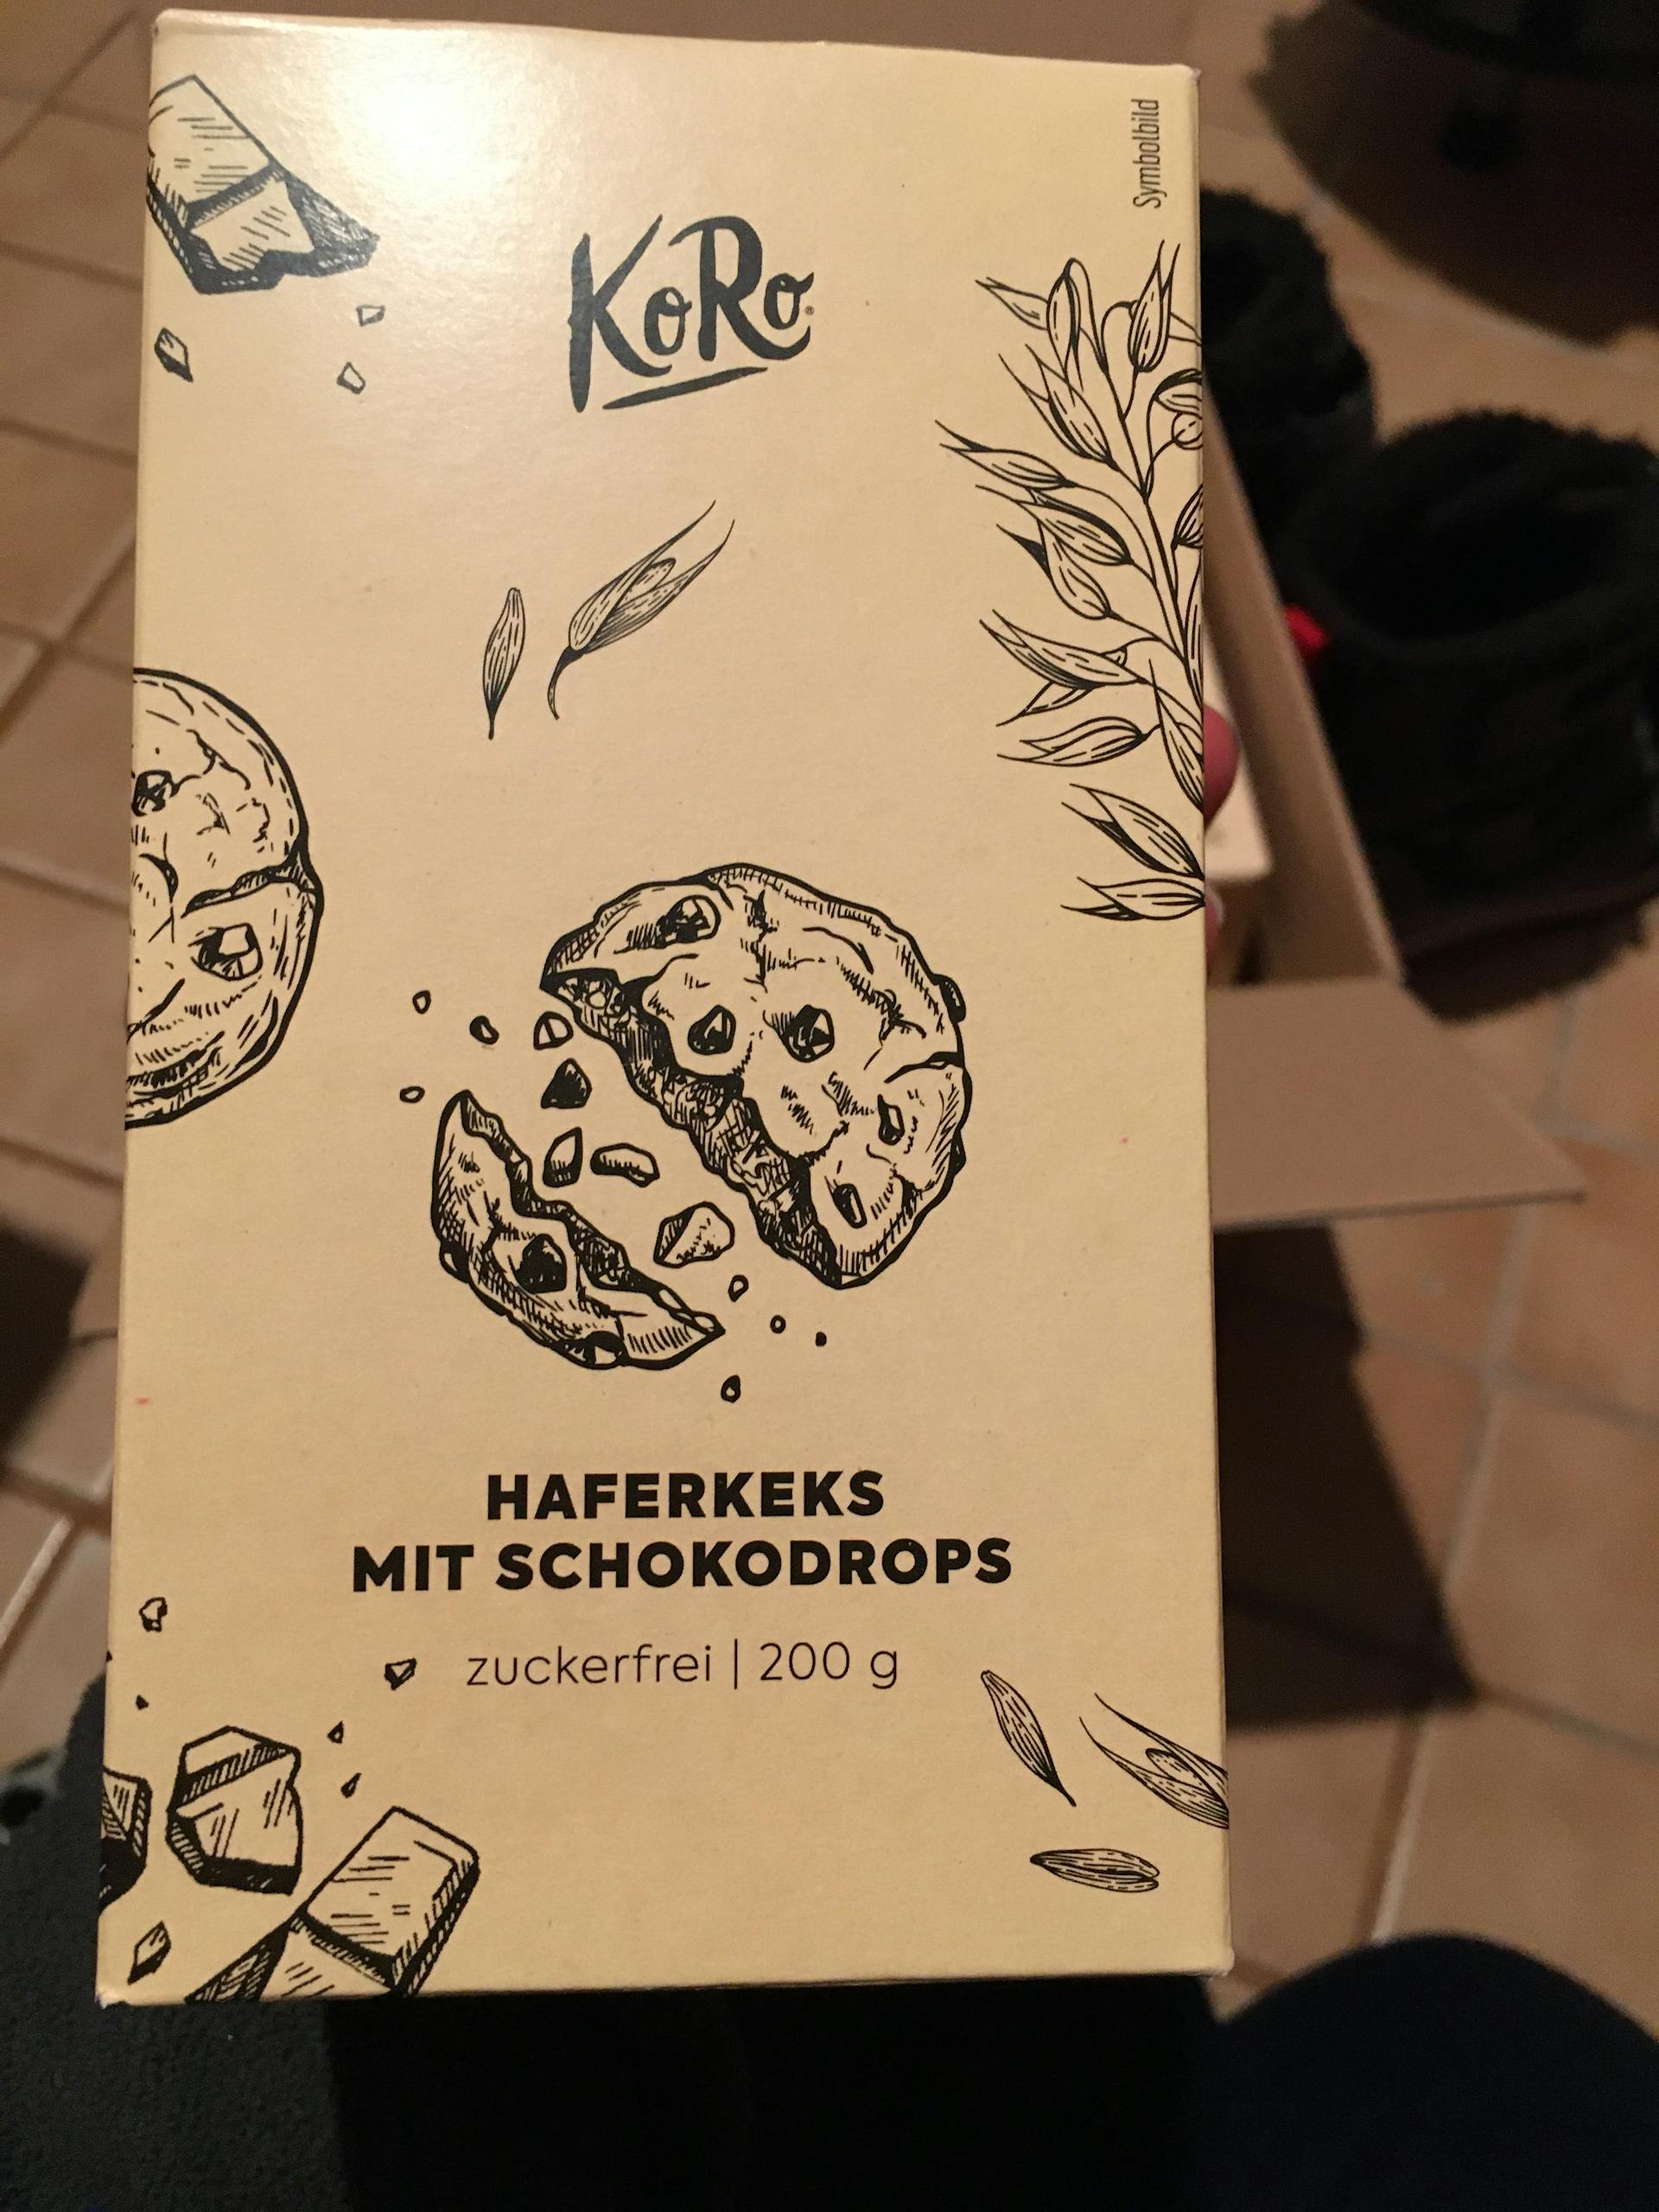 Symbolbild
KoRo
HAFERKEKS
MIT SCHOKODROPS
zuckerfrei | 200 g